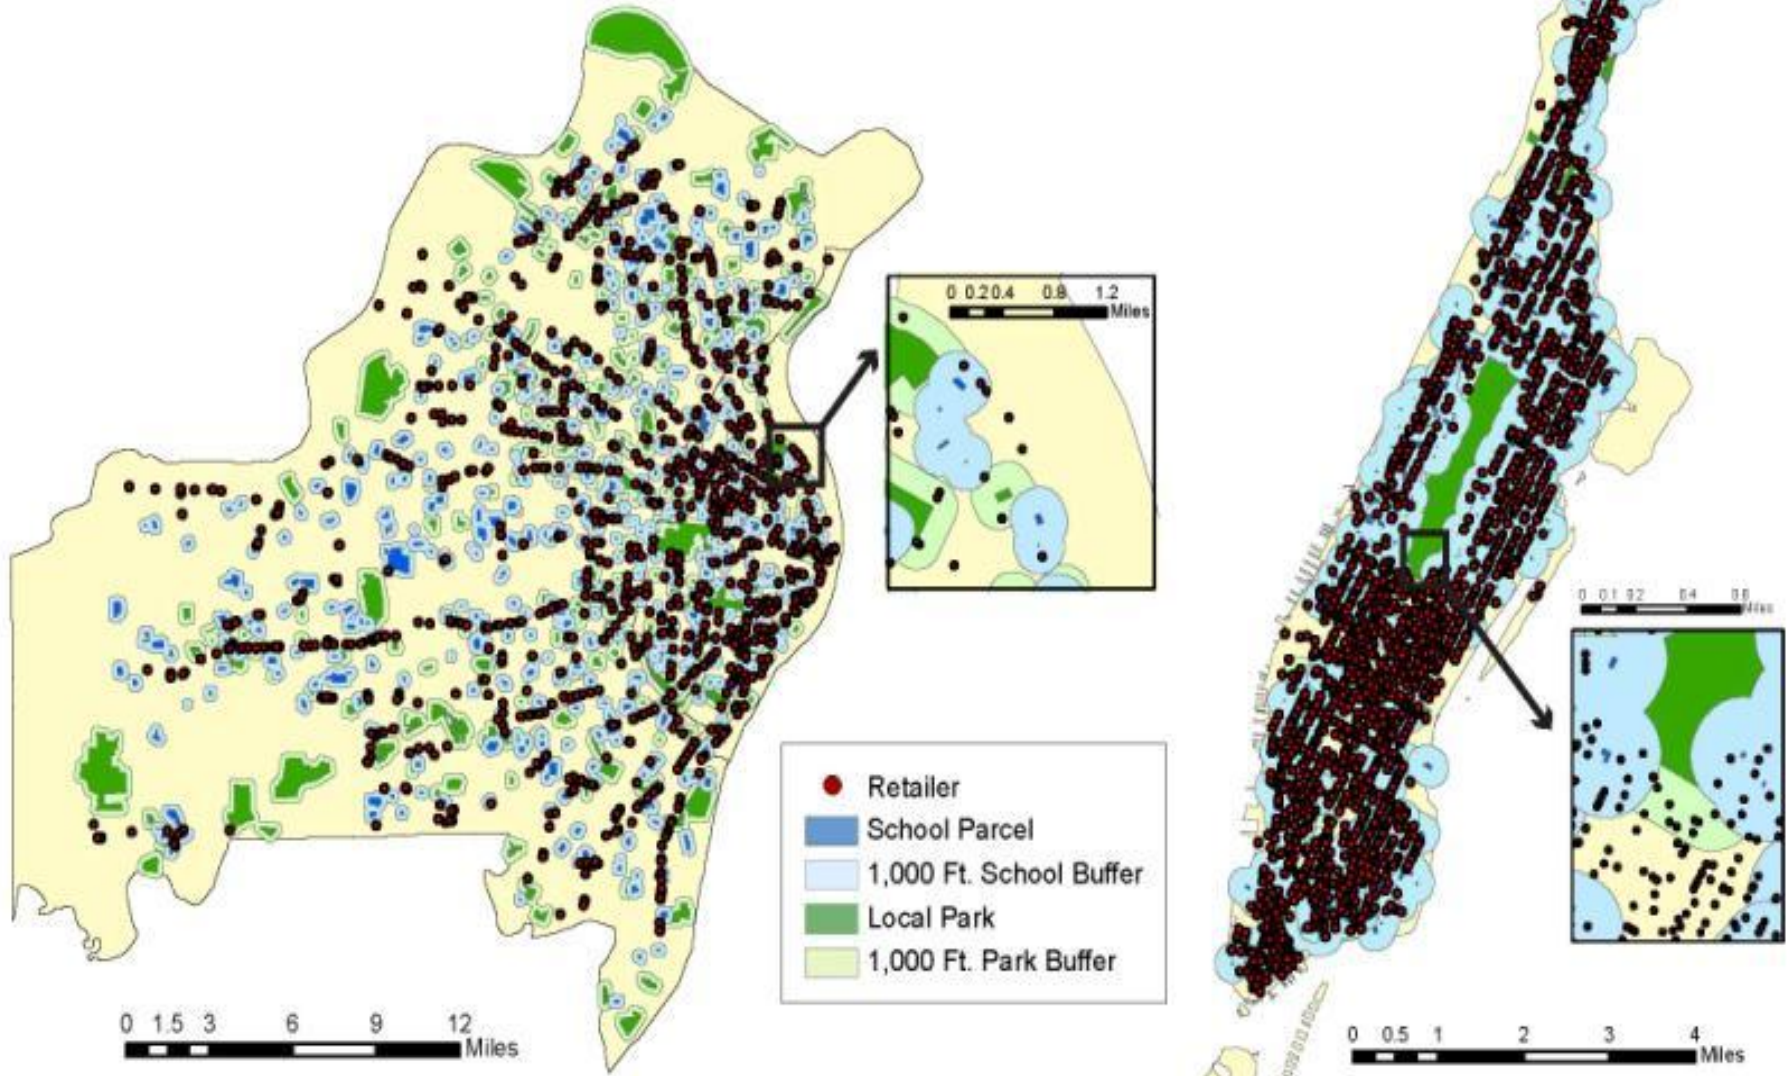 0 0.2 0.4 0.8 1.2
Miles
0 0.1 0.2 0.4 0.6
Miles
Retailer
School Parcel
1,000 Ft. School Buffer
Local Park
1,000 Ft. Park Buffer
0 1.5 3 6 9 12
Miles
0 0.5 1 2 3 4
Miles